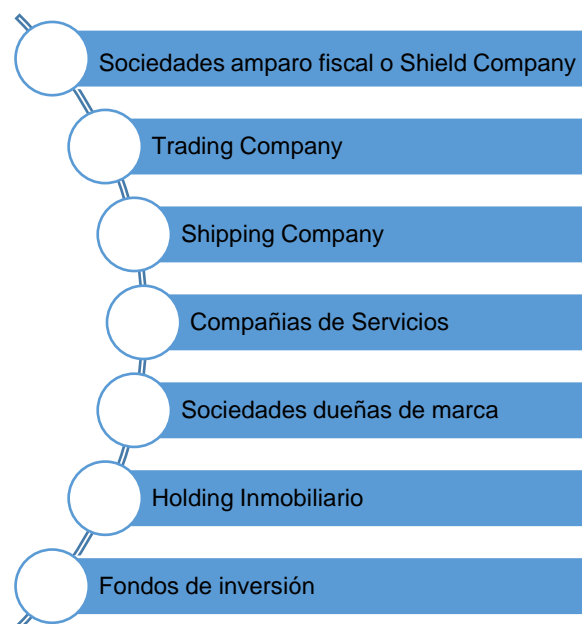 Sociedades amparo fiscal o Shield Company
Trading Company
Shipping Company
Compañias de Servicios
Sociedades dueñas de marca
Holding Inmobiliario
Fondos de inversión